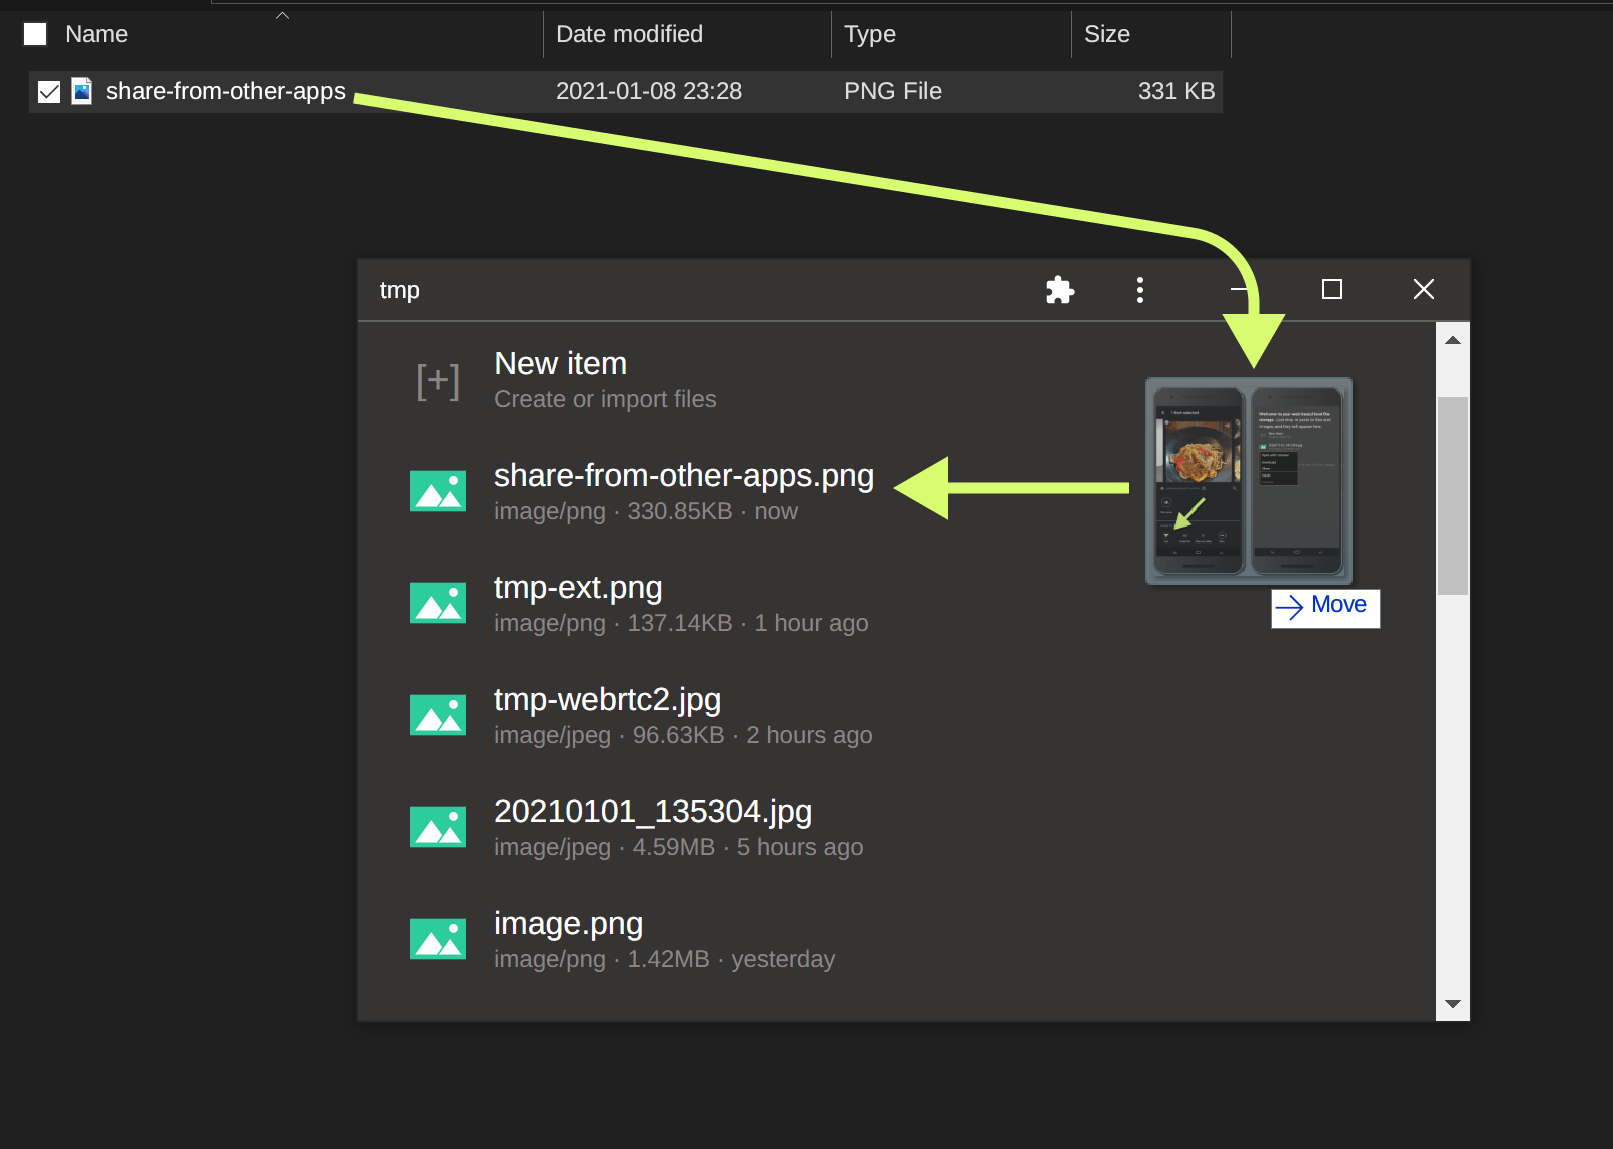 Name Date modified Type Size
share-from-other-apps 2021-01-08 23:28 PNG File 331 KB
tmp
[+] New item
Create or import files
share-from-other-apps.png
image/png · 330.85KB · now
Move
tmp-ext.png
image/png · 137.14KB · 1 hour ago
tmp-webrtc2.jpg
image/jpeg · 96.63KB · 2 hours ago
20210101_135304.jpg
image/jpeg · 4.59MB · 5 hours ago
image.png
image/png · 1.42MB · yesterday